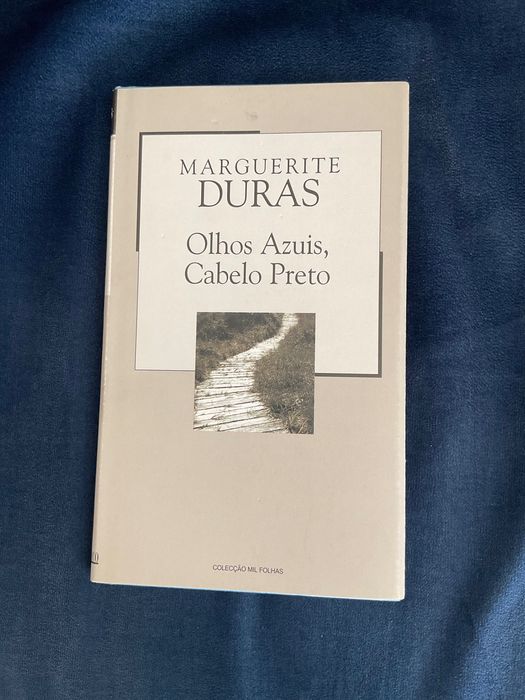 MARGUERITE
DURAS
Olhos Azuis,
Cabelo Preto
COLECÇÃO MIL FOLHAS